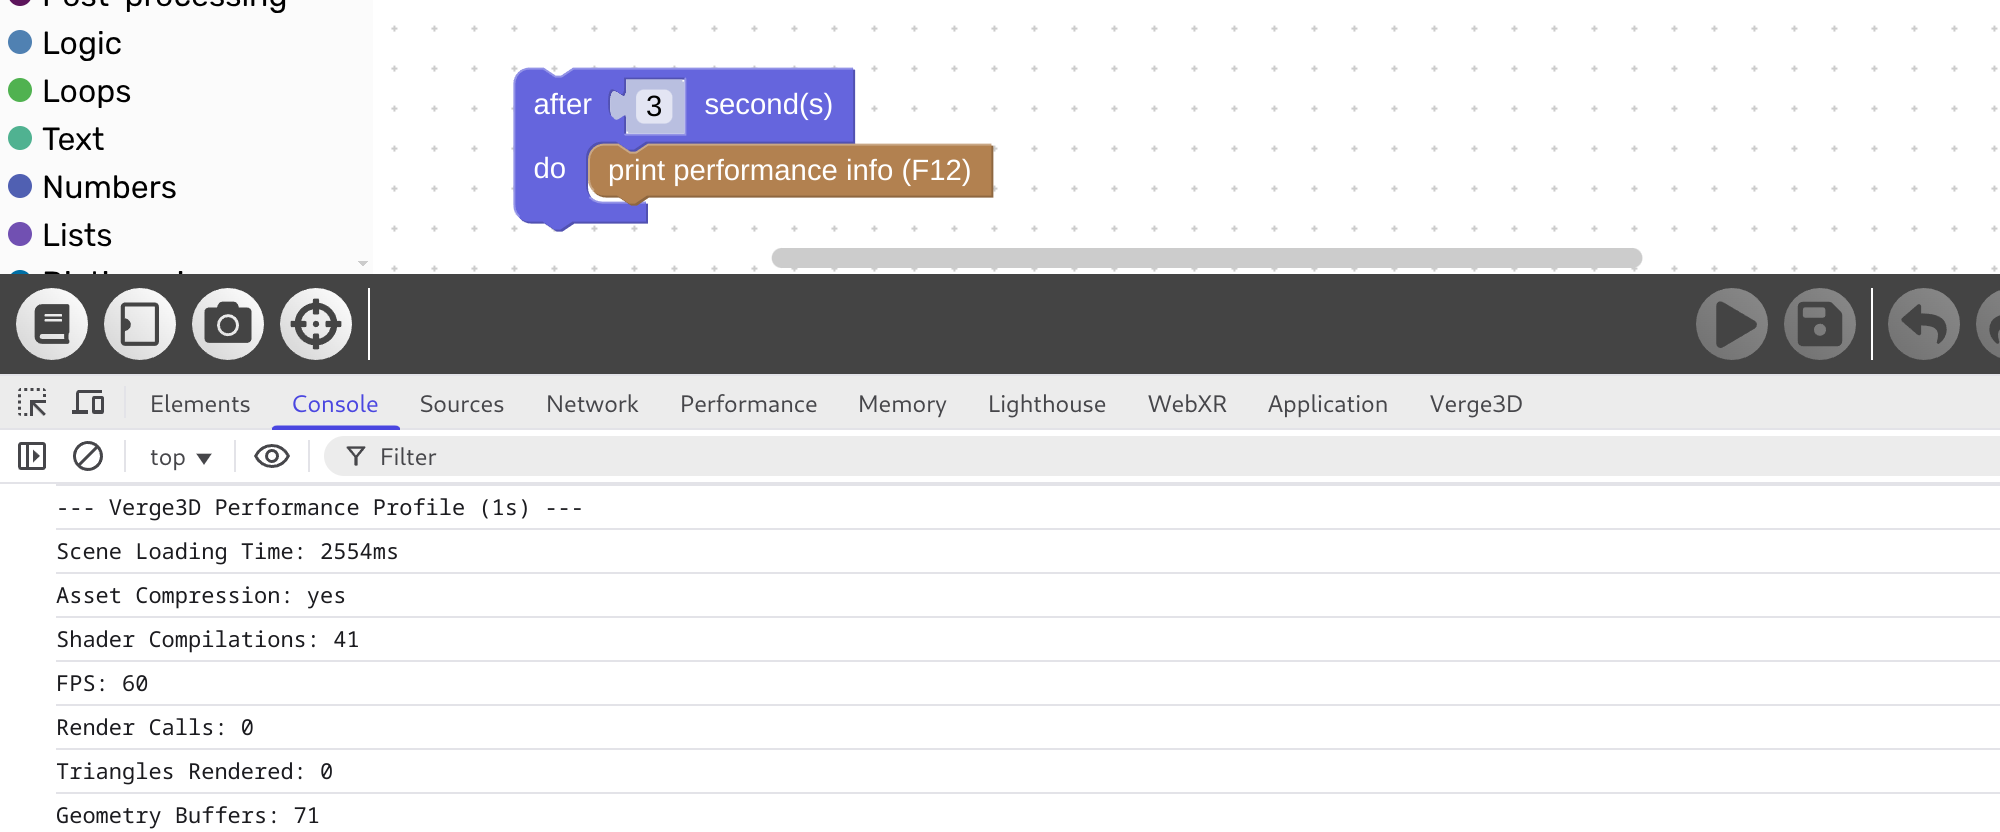 Post-processing
Logic
Loops
Text
Numbers
Lists
after 3 second(s)
do print performance info (F12)
Elements Console Sources Network Performance Memory Lighthouse WebXR Application Verge3D
top Filter
--- Verge3D Performance Profile (1s) ---
Scene Loading Time: 2554ms
Asset Compression: yes
Shader Compilations: 41
FPS: 60
Render Calls: 0
Triangles Rendered: 0
Geometry Buffers: 71